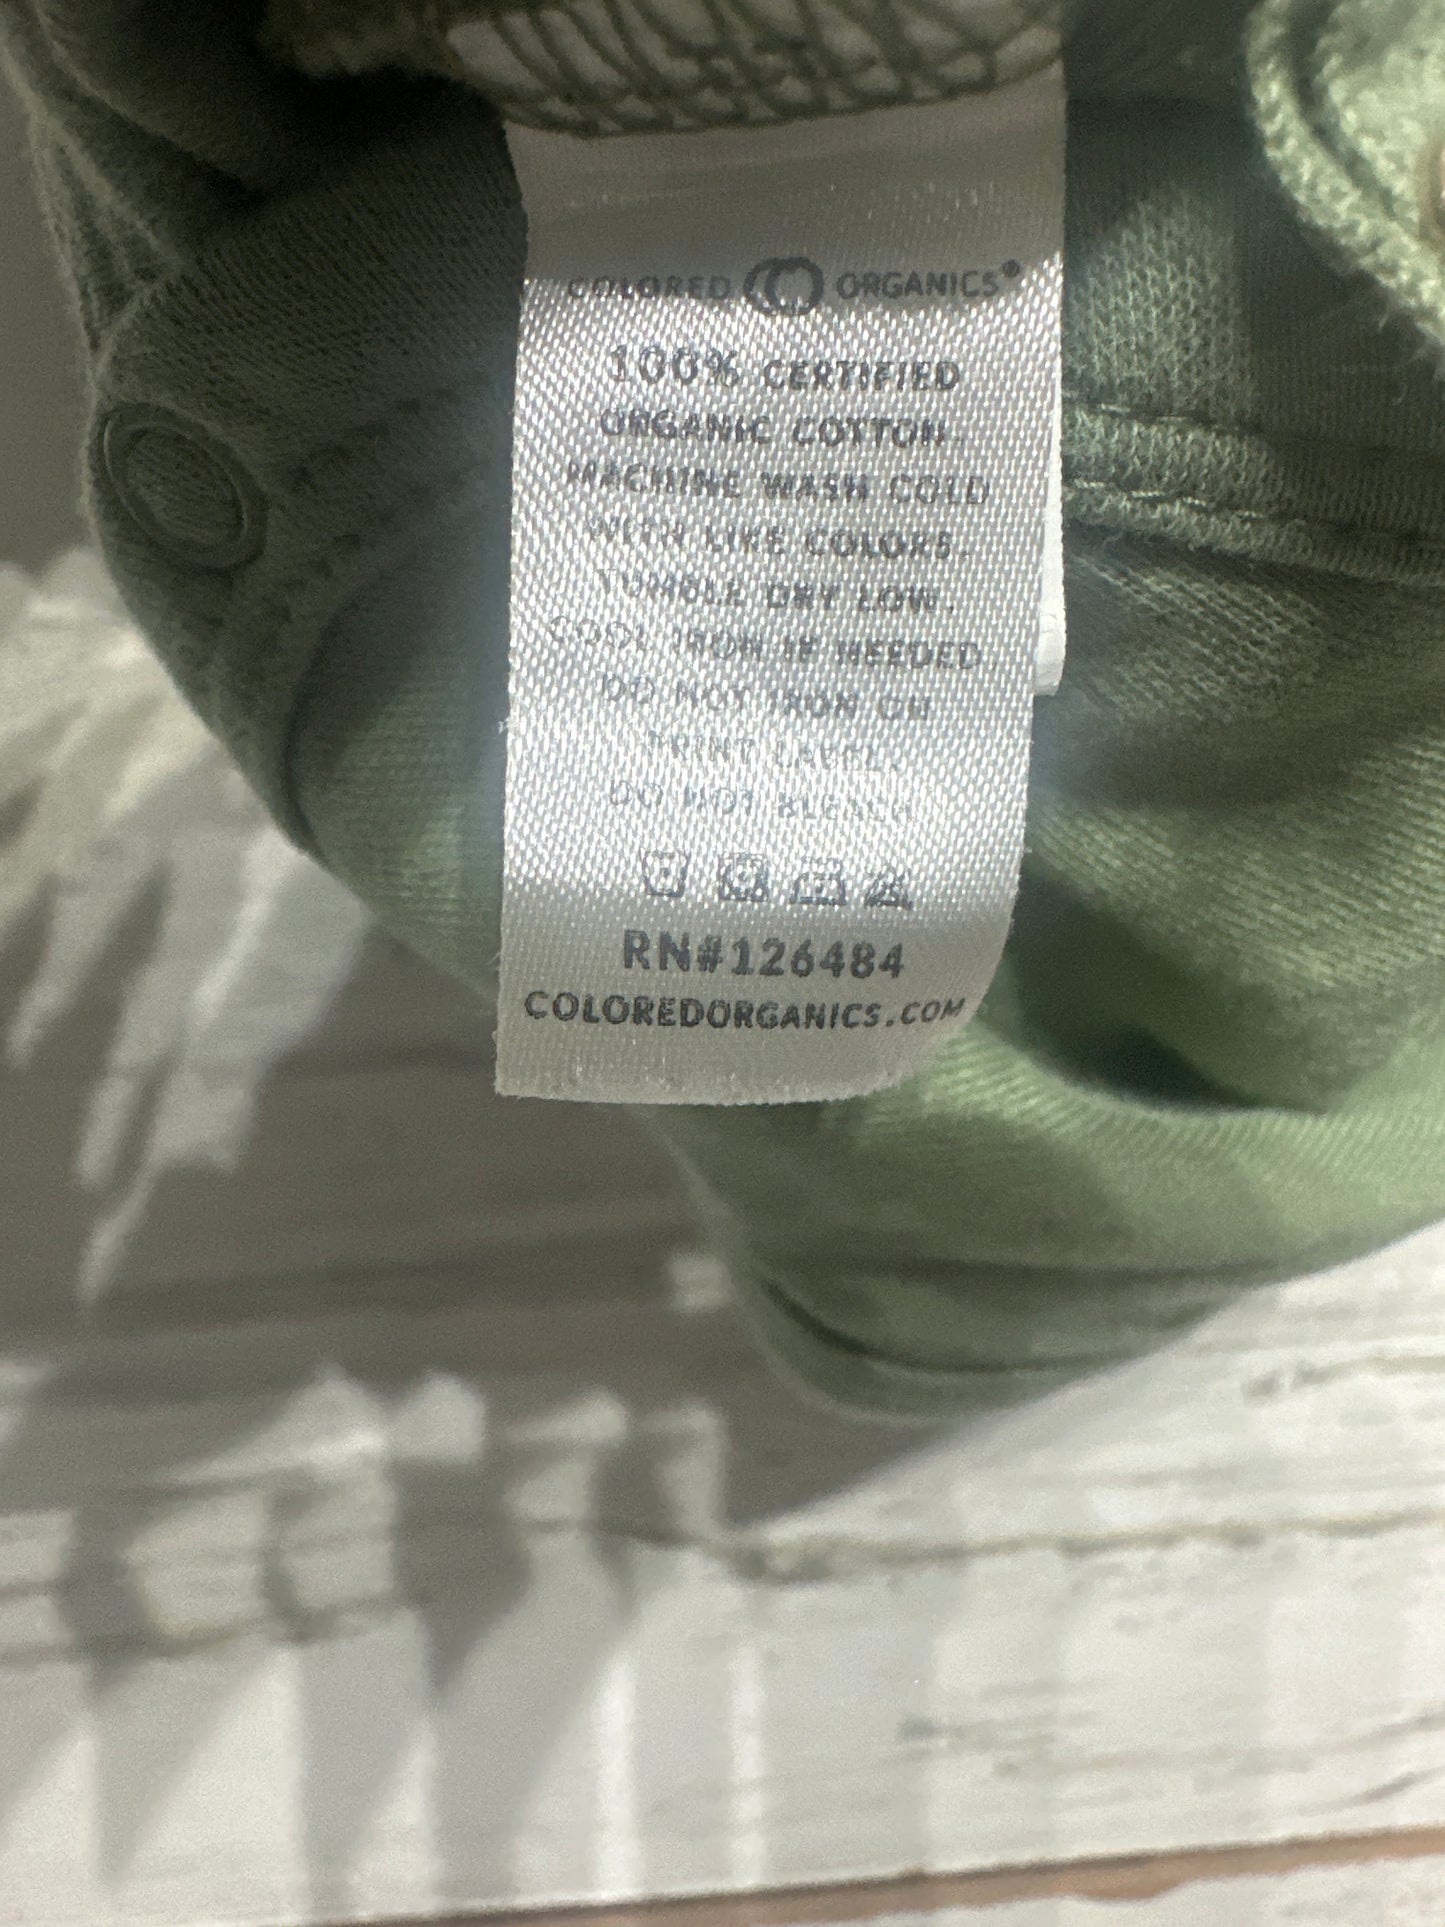 COLORED ORGANICS®
100% CERTIFIED
ORGANIC COTTON.
MACHINE WASH COLD
WITH LIKE COLORS.
TUMBLE DRY LOW.
COOL IRON IF NEEDED.
DO NOT IRON ON
PRINT LABEL.
DO NOT BLEACH
RN#126484
COLOREDORGANICS.COM